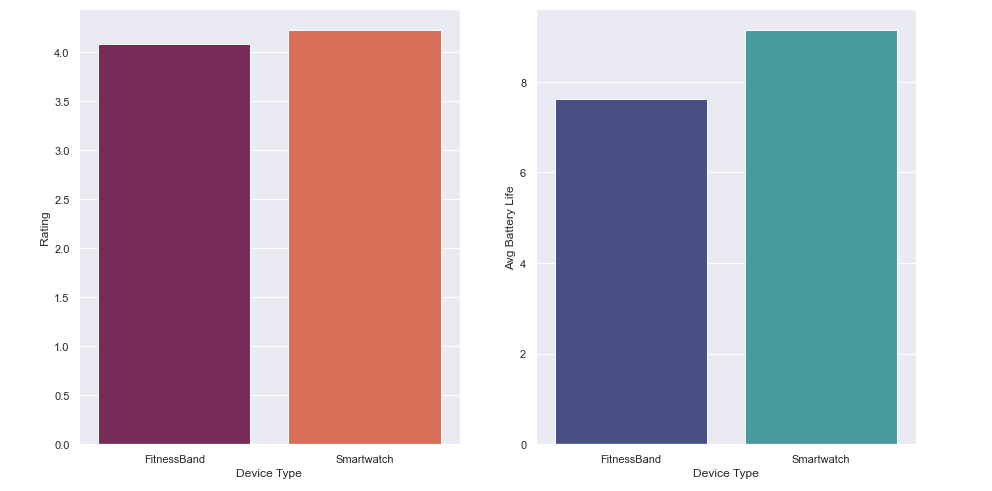 4.0
3.5
3.0
2.5
2.0
1.5
1.0
0.5
0.0
Rating
FitnessBand Smartwatch
Device Type
8
6
4
2
0
Avg Battery Life
FitnessBand Smartwatch
Device Type